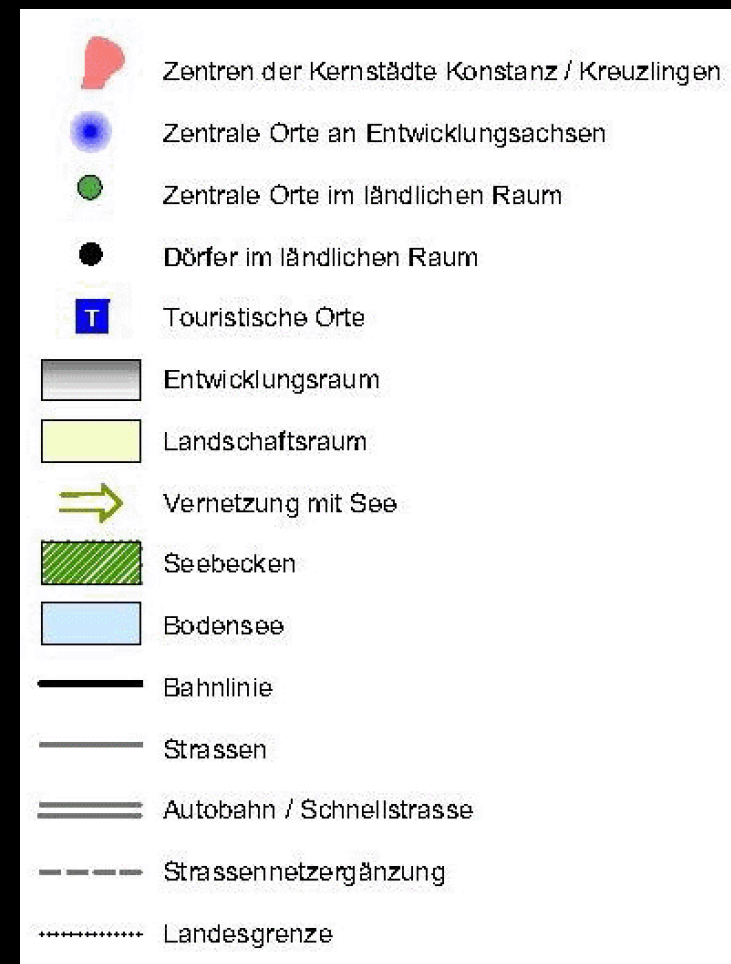 Zentren der Kernstädte Konstanz / Kreuzlingen
Zentrale Orte an Entwicklungsachsen
Zentrale Orte im ländlichen Raum
Dörfer im ländlichen Raum
T Touristische Orte
Entwicklungsraum
Landschaftsraum
Vernetzung mit See
Seebecken
Bodensee
Bahnlinie
Strassen
Autobahn / Schnellstrasse
Strassennetzergänzung
Landesgrenze